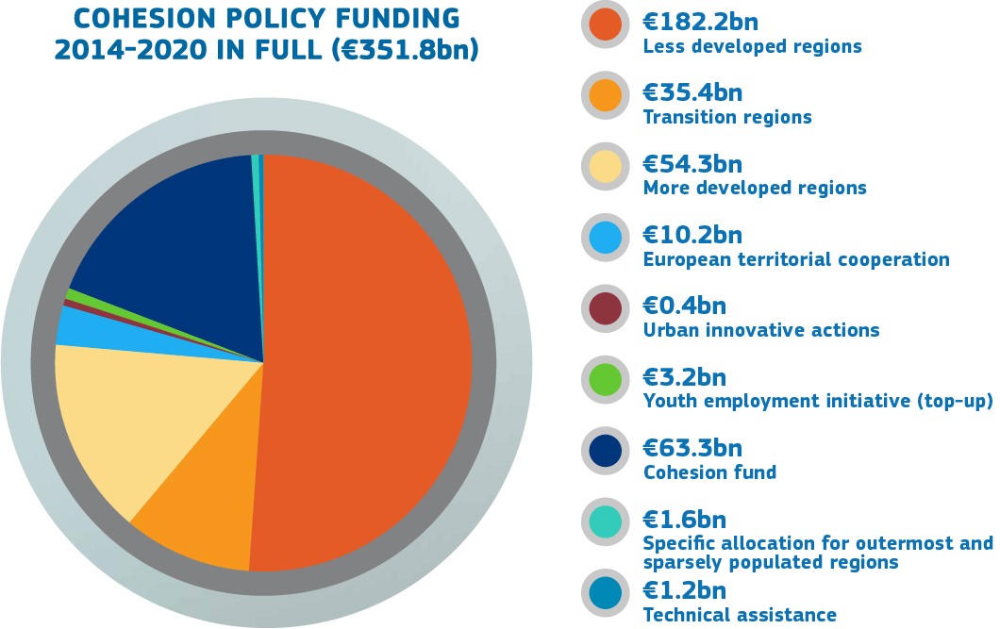 COHESION POLICY FUNDING
2014-2020 IN FULL (€351.8bn)
€182.2bn
Less developed regions
€35.4bn
Transition regions
€54.3bn
More developed regions
€10.2bn
European territorial cooperation
€0.4bn
Urban innovative actions
€3.2bn
Youth employment initiative (top-up)
€63.3bn
Cohesion fund
€1.6bn
Specific allocation for outermost and
sparsely populated regions
€1.2bn
Technical assistance